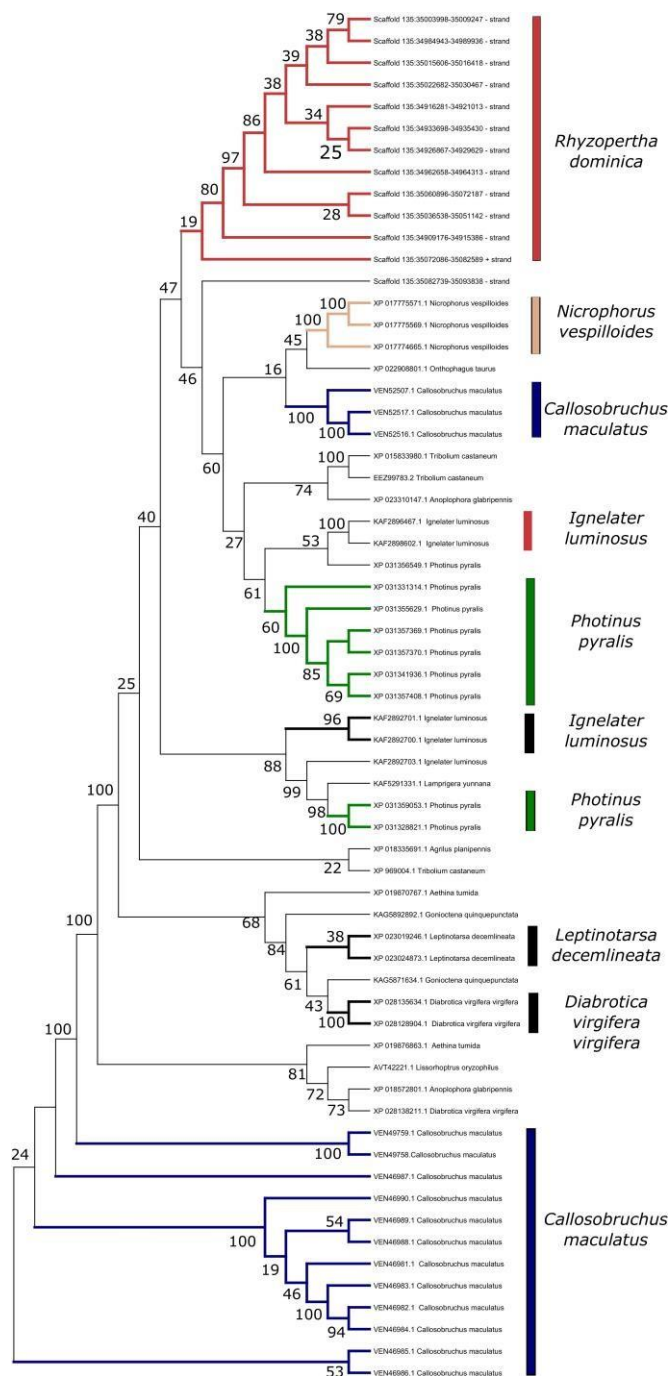 79
Scaffold 135:35003998-35009247 - strand
38
Scaffold 135:34984943-34989936 - strand
39
Scaffold 135:35015606-35016418 - strand
38
Scaffold 135:35022682-35030467 - strand
34
Scaffold 135:34916281-34921013 - strand
86
Scaffold 135:34933698-34935430 - strand
25
Scaffold 135:34926867-34929629 - strand
Rhyzopertha
dominica
97
Scaffold 135:34962658-34964313 - strand
80
Scaffold 135:35060896-35072187 - strand
28
Scaffold 135:35036538-35051142 - strand
19
Scaffold 135:34909176-34915386 - strand
Scaffold 135:35072086-35082589 + strand
47
Scaffold 135:35082739-35093838 - strand
100
XP 017775571.1 Nicrophorus vespilloides
100
XP 017775569.1 Nicrophorus vespilloides
45
XP 017774665.1 Nicrophorus vespilloides
Nicrophorus
vespilloides
46
16
XP 022908801.1 Onthophagus taurus
VEN52507.1 Callosobruchus maculatus
100
VEN52517.1 Callosobruchus maculatus
100
VEN52516.1 Callosobruchus maculatus
Callosobruchus
maculatus
60
100
XP 015833980.1 Tribolium castaneum
EEZ99783.2 Tribolium castaneum
74
XP 023310147.1 Anoplophora glabripennis
40
27
100
KAF2896467.1 Ignelater luminosus
53
KAF2898602.1 Ignelater luminosus
Ignelater
luminosus
XP 031356549.1 Photinus pyralis
61
XP 031331314.1 Photinus pyralis
60
XP 031355629.1 Photinus pyralis
100
XP 031357369.1 Photinus pyralis
XP 031357370.1 Photinus pyralis
85
XP 031341936.1 Photinus pyralis
69
XP 031357408.1 Photinus pyralis
Photinus
pyralis
25
96
KAF2892701.1 Ignelater luminosus
KAF2892700.1 Ignelater luminosus
Ignelater
luminosus
88
KAF2892703.1 Ignelater luminosus
99
KAF5291331.1 Lamprigera yunnana
98
XP 031359053.1 Photinus pyralis
100
XP 031328821.1 Photinus pyralis
Photinus
pyralis
100
XP 018335691.1 Agrilus planipennis
22
XP 969004.1 Tribolium castaneum
XP 019870767.1 Aethina tumida
68
KAG5892892.1 Gonioctena quinquepunctata
84
38
XP 023019246.1 Leptinotarsa decemlineata
XP 023024873.1 Leptinotarsa decemlineata
Leptinotarsa
decemlineata
61
KAG5671634.1 Gonioctena quinquepunctata
43
XP 028135634.1 Diabrotica virgifera virgifera
100
XP 028128904.1 Diabrotica virgifera virgifera
Diabrotica
virgifera
virgifera
100
XP 019876863.1 Aethina tumida
81
AVT42221.1 Lissorhoptrus oryzophilus
72
XP 018572801.1 Anoplophora glabripennis
73
XP 028138211.1 Diabrotica virgifera virgifera
100
VEN49759.1 Callosobruchus maculatus
100
VEN49758.Callosobruchus maculatus
24
VEN46987.1 Callosobruchus maculatus
VEN46990.1 Callosobruchus maculatus
100
54
VEN46989.1 Callosobruchus maculatus
VEN46988.1 Callosobruchus maculatus
19
VEN46981.1 Callosobruchus maculatus
46
VEN46983.1 Callosobruchus maculatus
100
VEN46982.1 Callosobruchus maculatus
94
VEN46984.1 Callosobruchus maculatus
VEN46985.1 Callosobruchus maculatus
53
VEN46986.1 Callosobruchus maculatus
Callosobruchus
maculatus